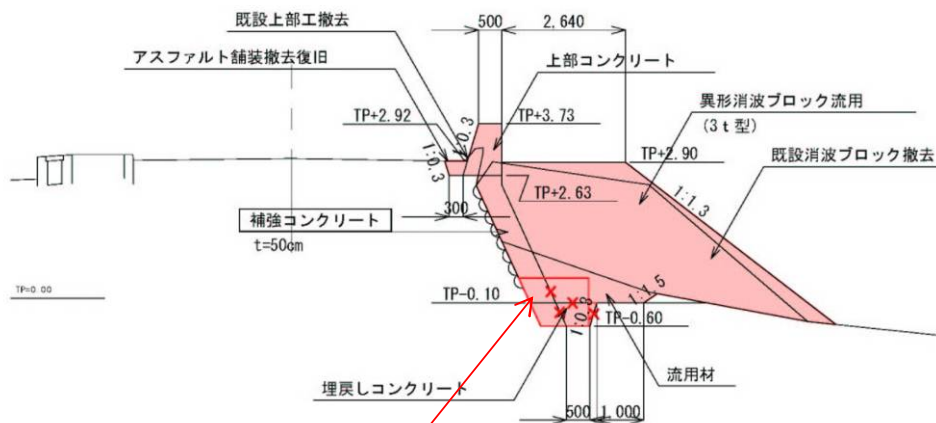 既設上部工撤去
500
2,640
アスファルト舗装撤去復旧
上部コンクリート
異形消波ブロック流用
(3t型)
TP+2.92
1:0.3
TP+3.73
既設消波ブロック撤去
TP+2.90
1:0.3
TP+2.63
1:1.3
300
補強コンクリート
t=50cm
TP=0.00
TP-0.10
1:1.5
1:0.3
TP-0.60
埋戻しコンクリート
流用材
500
1,000